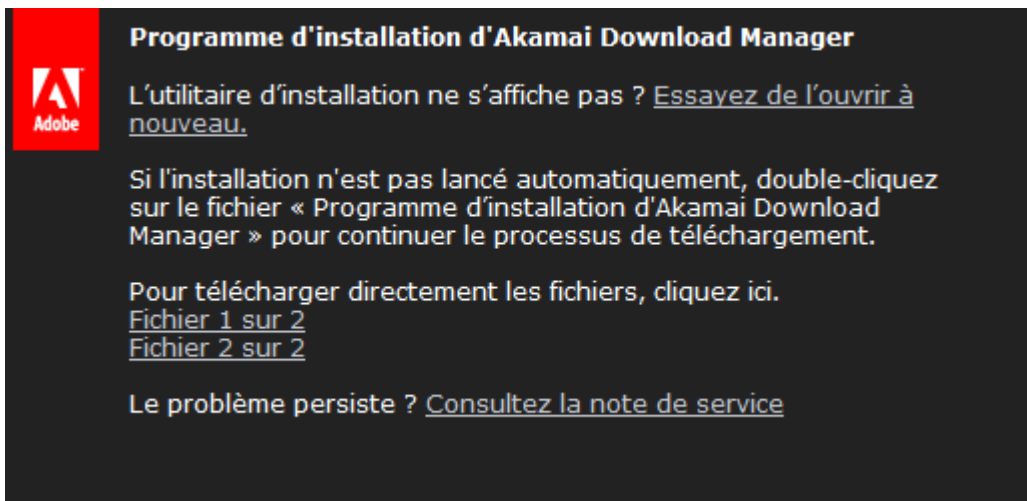 Programme d'installation d'Akamai Download Manager
Adobe
L’utilitaire d’installation ne s’affiche pas ? Essayez de l’ouvrir à
nouveau.
Si l'installation n'est pas lancé automatiquement, double-cliquez
sur le fichier « Programme d’installation d'Akamai Download
Manager » pour continuer le processus de téléchargement.
Pour télécharger directement les fichiers, cliquez ici.
Fichier 1 sur 2
Fichier 2 sur 2
Le problème persiste ? Consultez la note de service